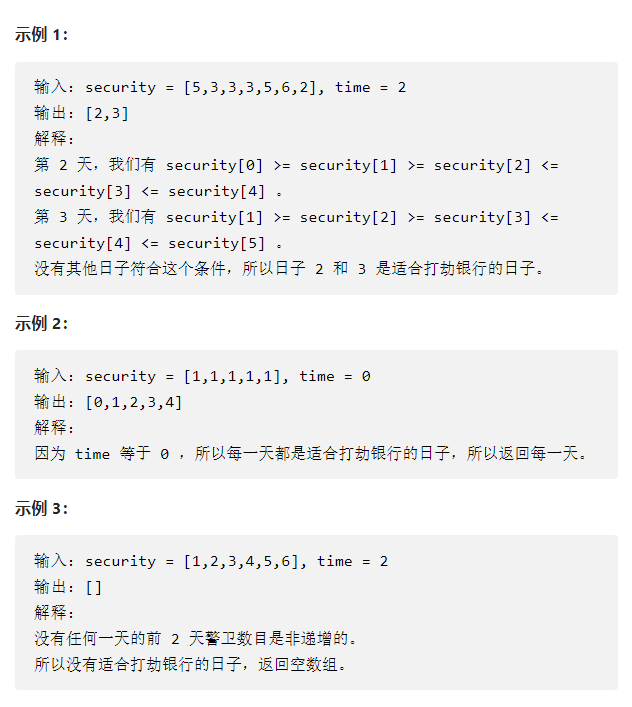 示例 1：
输入：security = [5,3,3,3,5,6,2], time = 2
输出：[2,3]
解释：
第 2 天，我们有 security[0] >= security[1] >= security[2] <=
security[3] <= security[4] 。
第 3 天，我们有 security[1] >= security[2] >= security[3] <=
security[4] <= security[5] 。
没有其他日子符合这个条件，所以日子 2 和 3 是适合打劫银行的日子。
示例 2：
输入：security = [1,1,1,1,1], time = 0
输出：[0,1,2,3,4]
解释：
因为 time 等于 0 ，所以每一天都是适合打劫银行的日子，所以返回每一天。
示例 3：
输入：security = [1,2,3,4,5,6], time = 2
输出：[]
解释：
没有任何一天的前 2 天警卫数目是非递增的。
所以没有适合打劫银行的日子，返回空数组。